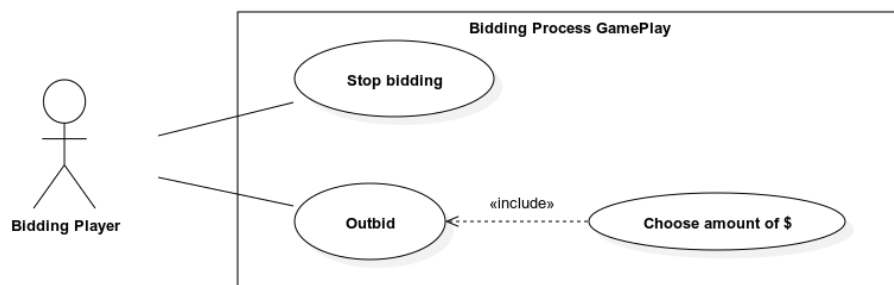 Bidding Process GamePlay
Stop bidding
Bidding Player
Outbid
«include»
Choose amount of $